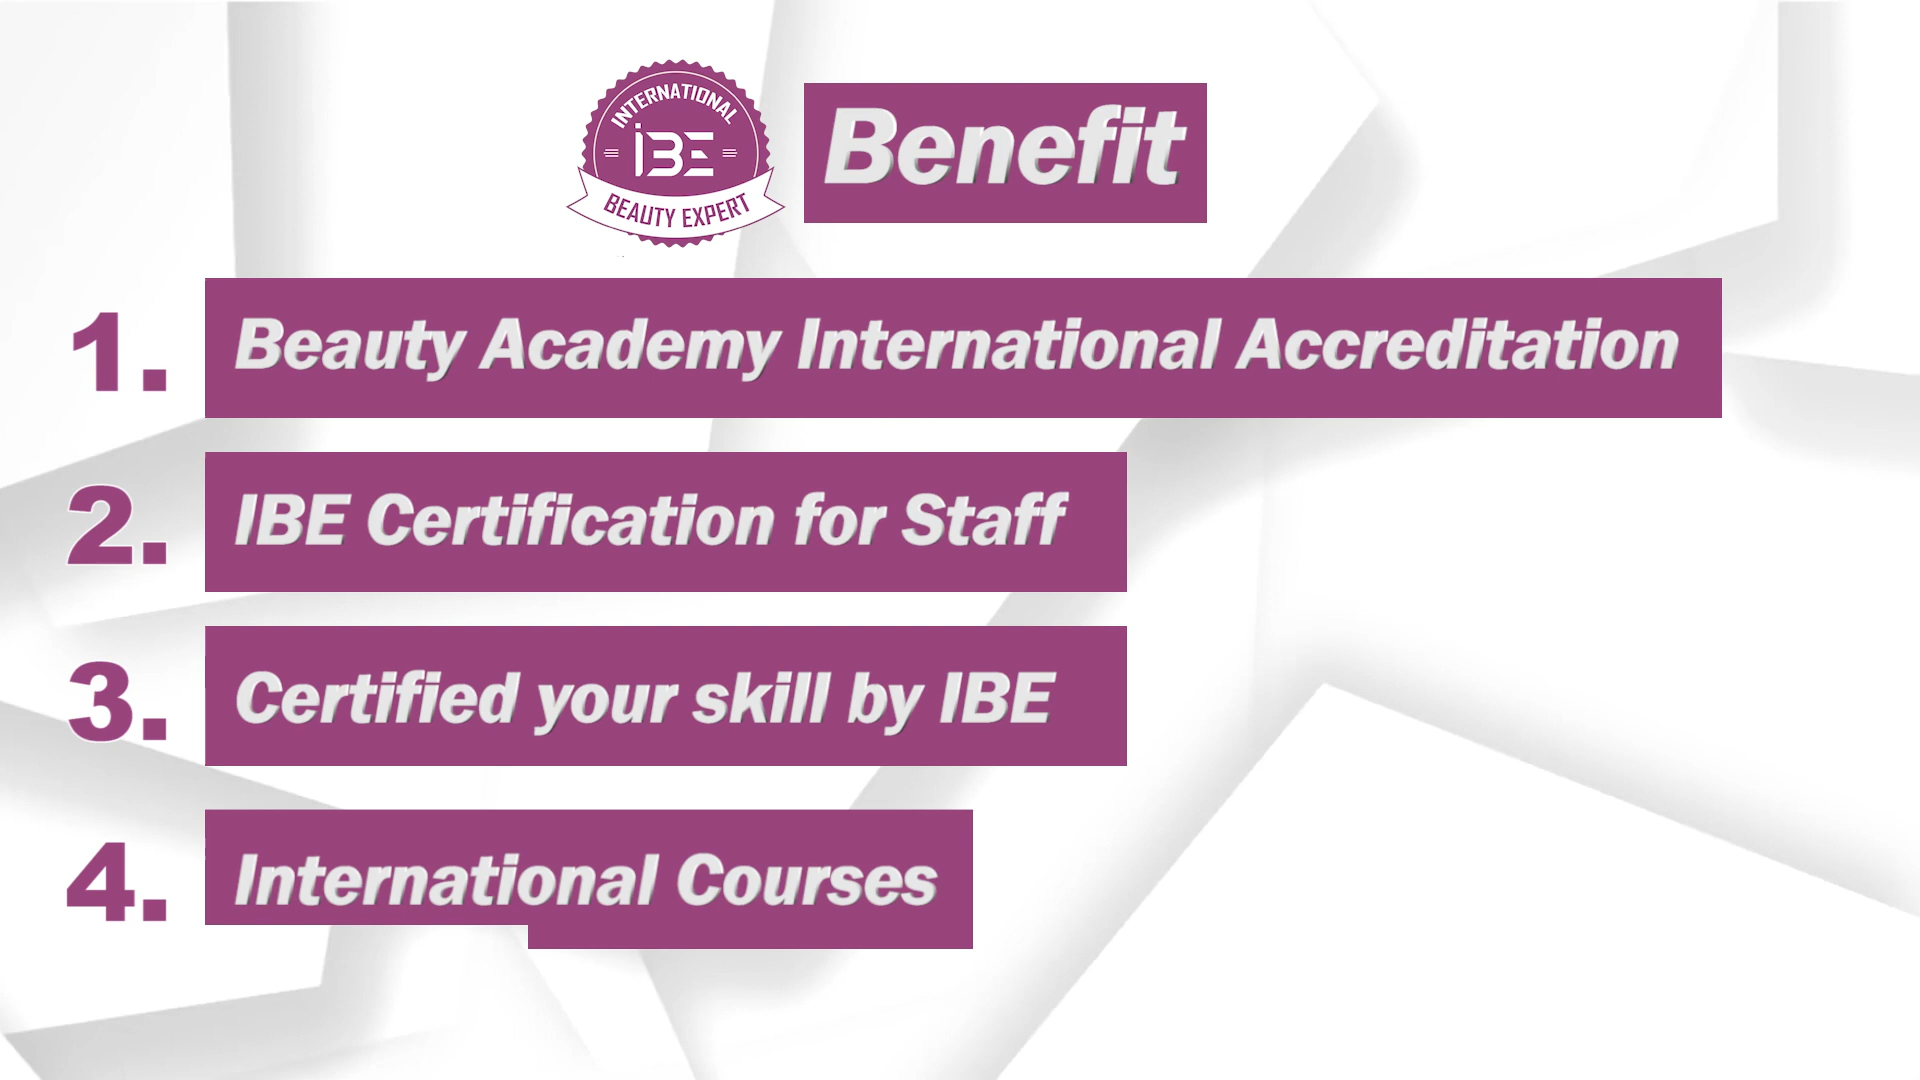 INTERNATIONAL
iBE
BEAUTY EXPERT
Benefit
1. Beauty Academy International Accreditation
2. IBE Certification for Staff
3. Certified your skill by IBE
4. International Courses